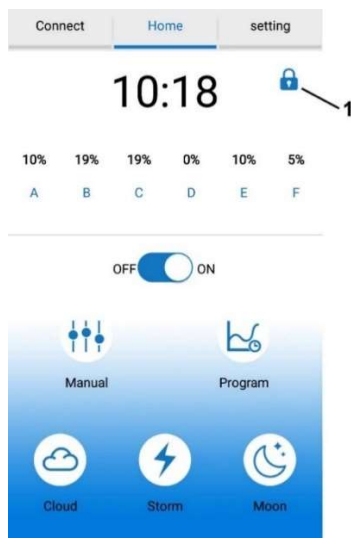 Connect Home setting
10:18
1
10% 19% 19% 0% 10% 5%
A B C D E F
OFF ON
Manual Program
Cloud Storm Moon